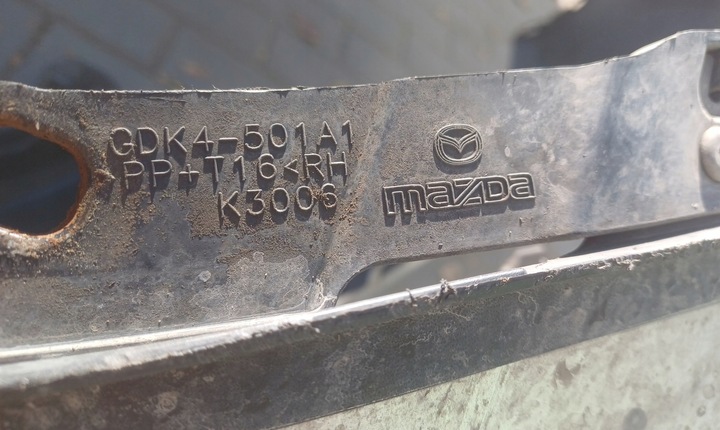 GDK4-501A1
PP+T16<RH
K3006
mazda